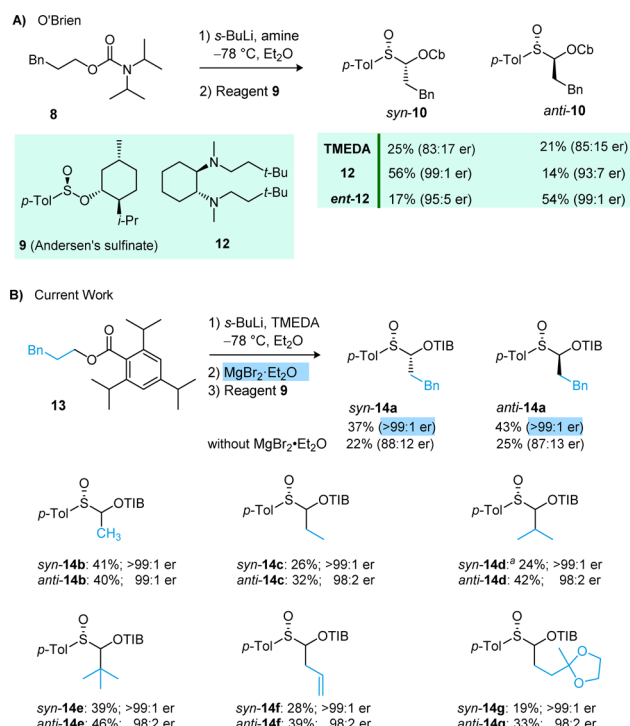 A) O'Brien
Bn
O
O
N
8
1) s-BuLi, amine
−78 °C, Et2O
2) Reagent 9
O
S
OCb
p-Tol
Bn
syn-10
O
S
OCb
p-Tol
Bn
anti-10
O
S
O
p-Tol
i-Pr
9 (Andersen's sulfinate)
N
t-Bu
t-Bu
N
12
TMEDA 25% (83:17 er) 21% (85:15 er)
12 56% (99:1 er) 14% (93:7 er)
ent-12 17% (95:5 er) 54% (99:1 er)
B) Current Work
Bn
O
O
13
1) s-BuLi, TMEDA
−78 °C, Et2O
2) MgBr2·Et2O
3) Reagent 9
O
S
OTIB
p-Tol
Bn
syn-14a
37% (>99:1 er)
O
S
OTIB
p-Tol
Bn
anti-14a
43% (>99:1 er)
without MgBr2•Et2O 22% (88:12 er) 25% (87:13 er)
O
S
OTIB
p-Tol
CH3
syn-14b: 41%; >99:1 er
anti-14b: 40%; 99:1 er
O
S
OTIB
p-Tol
syn-14c: 26%; >99:1 er
anti-14c: 32%; 98:2 er
O
S
OTIB
p-Tol
syn-14d:a 24%; >99:1 er
anti-14d: 42%; 98:2 er
O
S
OTIB
p-Tol
syn-14e: 39%; >99:1 er
anti-14e: 46%; 98:2 er
O
S
OTIB
p-Tol
syn-14f: 28%; >99:1 er
anti-14f: 39%; 98:2 er
O
S
OTIB
p-Tol
O
O
syn-14g: 19%; >99:1 er
anti-14g: 33%; 98:2 er